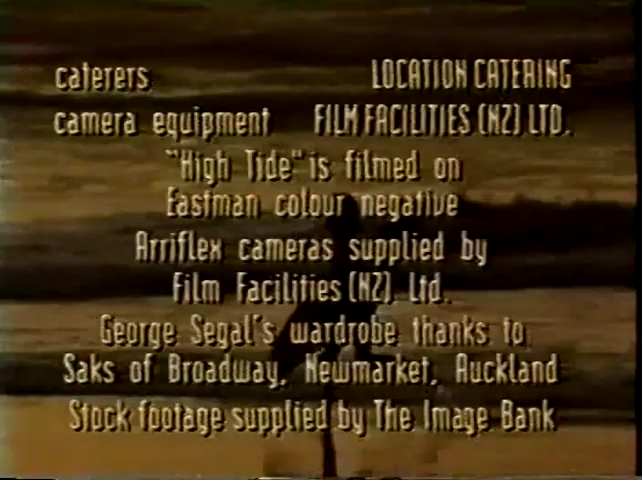 caterers LOCATION CATERING
camera equipment FILM FACILITIES (NZ) LTD.
"High Tide" is filmed on
Eastman colour negative
Arriflex cameras supplied by
Film Facilities (NZ) Ltd.
George Segal's wardrobe thanks to
Saks of Broadway, Newmarket, Auckland
Stock footage supplied by The Image Bank